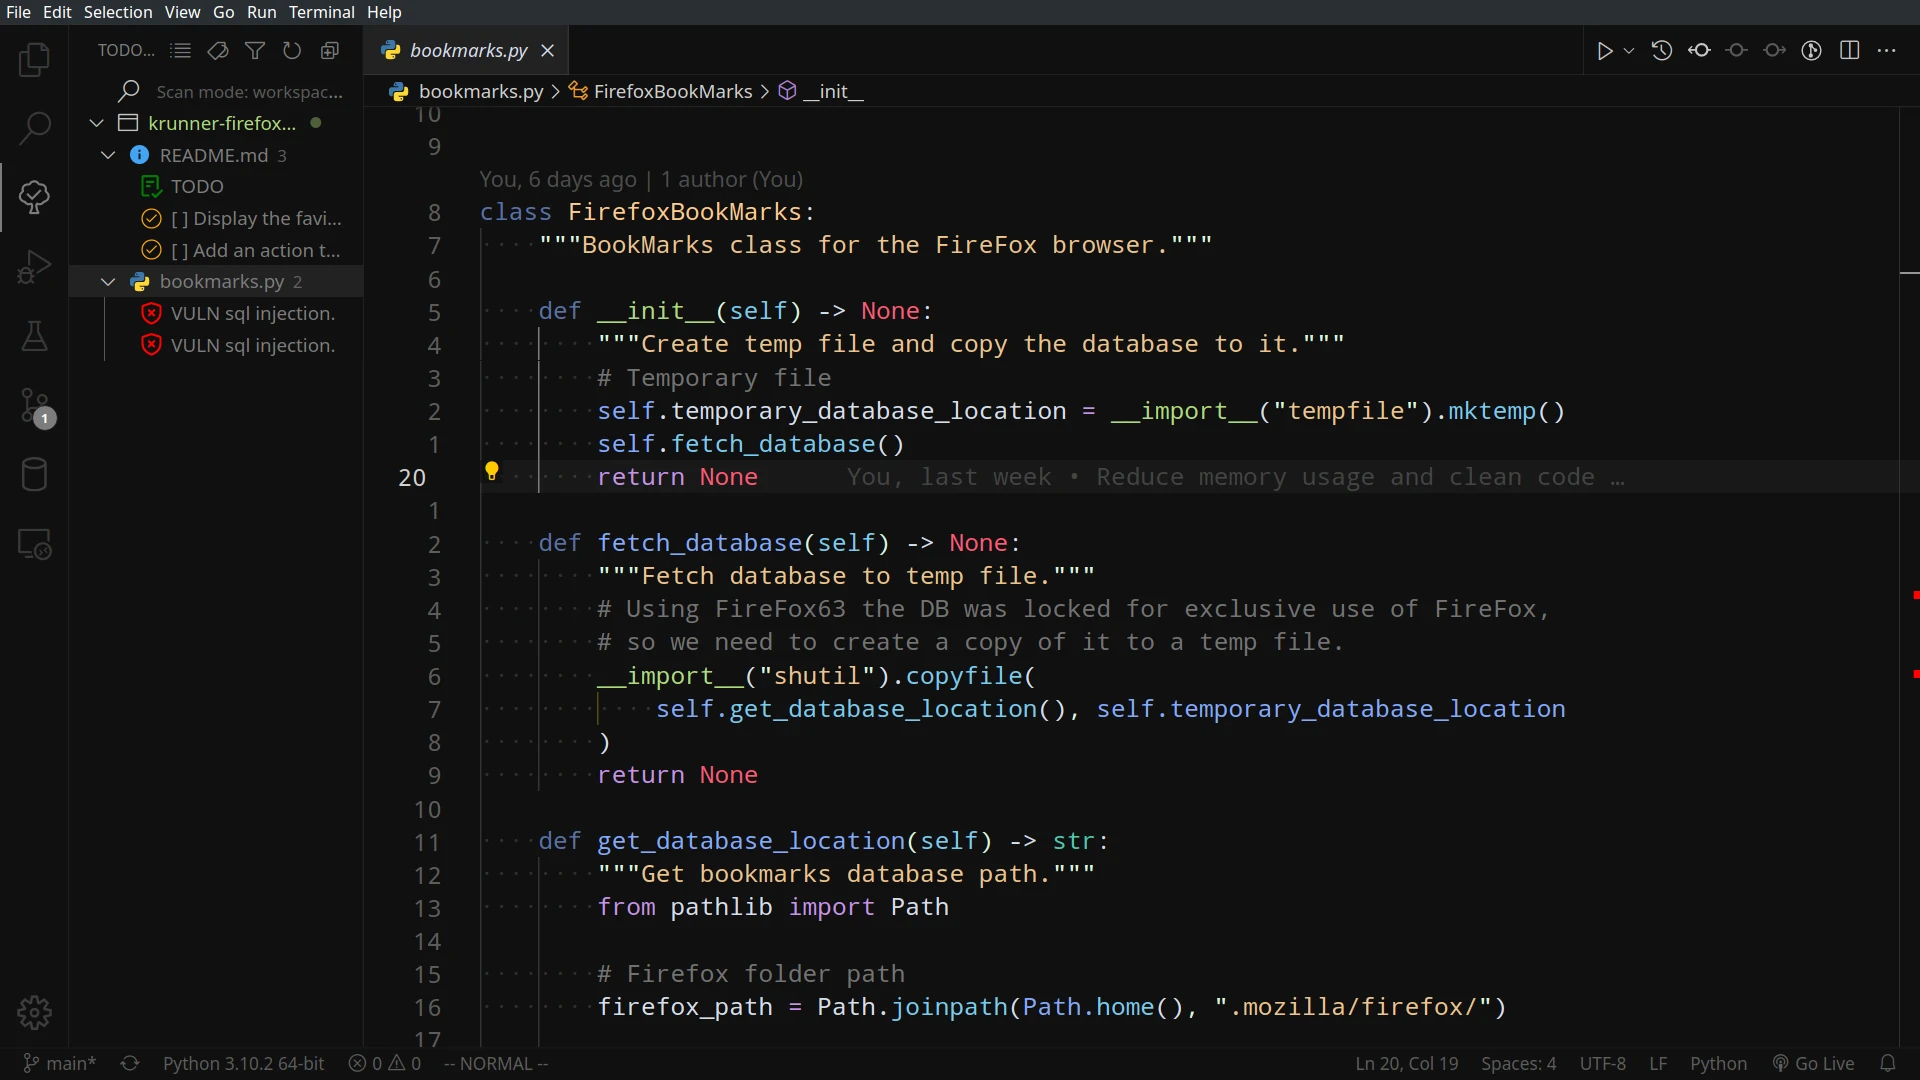 File Edit Selection View Go Run Terminal Help
TODO...
bookmarks.py
Scan mode: workspac...
bookmarks.py > FirefoxBookMarks > __init__
krunner-firefox...
README.md 3
TODO
[ ] Display the favi...
[ ] Add an action t...
bookmarks.py 2
VULN sql injection.
VULN sql injection.
1
10
9
You, 6 days ago | 1 author (You)
8 class FirefoxBookMarks:
7 """BookMarks class for the FireFox browser."""
6
5 def __init__(self) -> None:
4 """Create temp file and copy the database to it."""
3 # Temporary file
2 self.temporary_database_location = __import__("tempfile").mktemp()
1 self.fetch_database()
20 return None You, last week • Reduce memory usage and clean code …
1
2 def fetch_database(self) -> None:
3 """Fetch database to temp file."""
4 # Using FireFox63 the DB was locked for exclusive use of FireFox,
5 # so we need to create a copy of it to a temp file.
6 __import__("shutil").copyfile(
7 self.get_database_location(), self.temporary_database_location
8 )
9 return None
10
11 def get_database_location(self) -> str:
12 """Get bookmarks database path."""
13 from pathlib import Path
14
15 # Firefox folder path
16 firefox_path = Path.joinpath(Path.home(), ".mozilla/firefox/")
17
main* Python 3.10.2 64-bit 0 0 -- NORMAL -- Ln 20, Col 19 Spaces: 4 UTF-8 LF Python Go Live